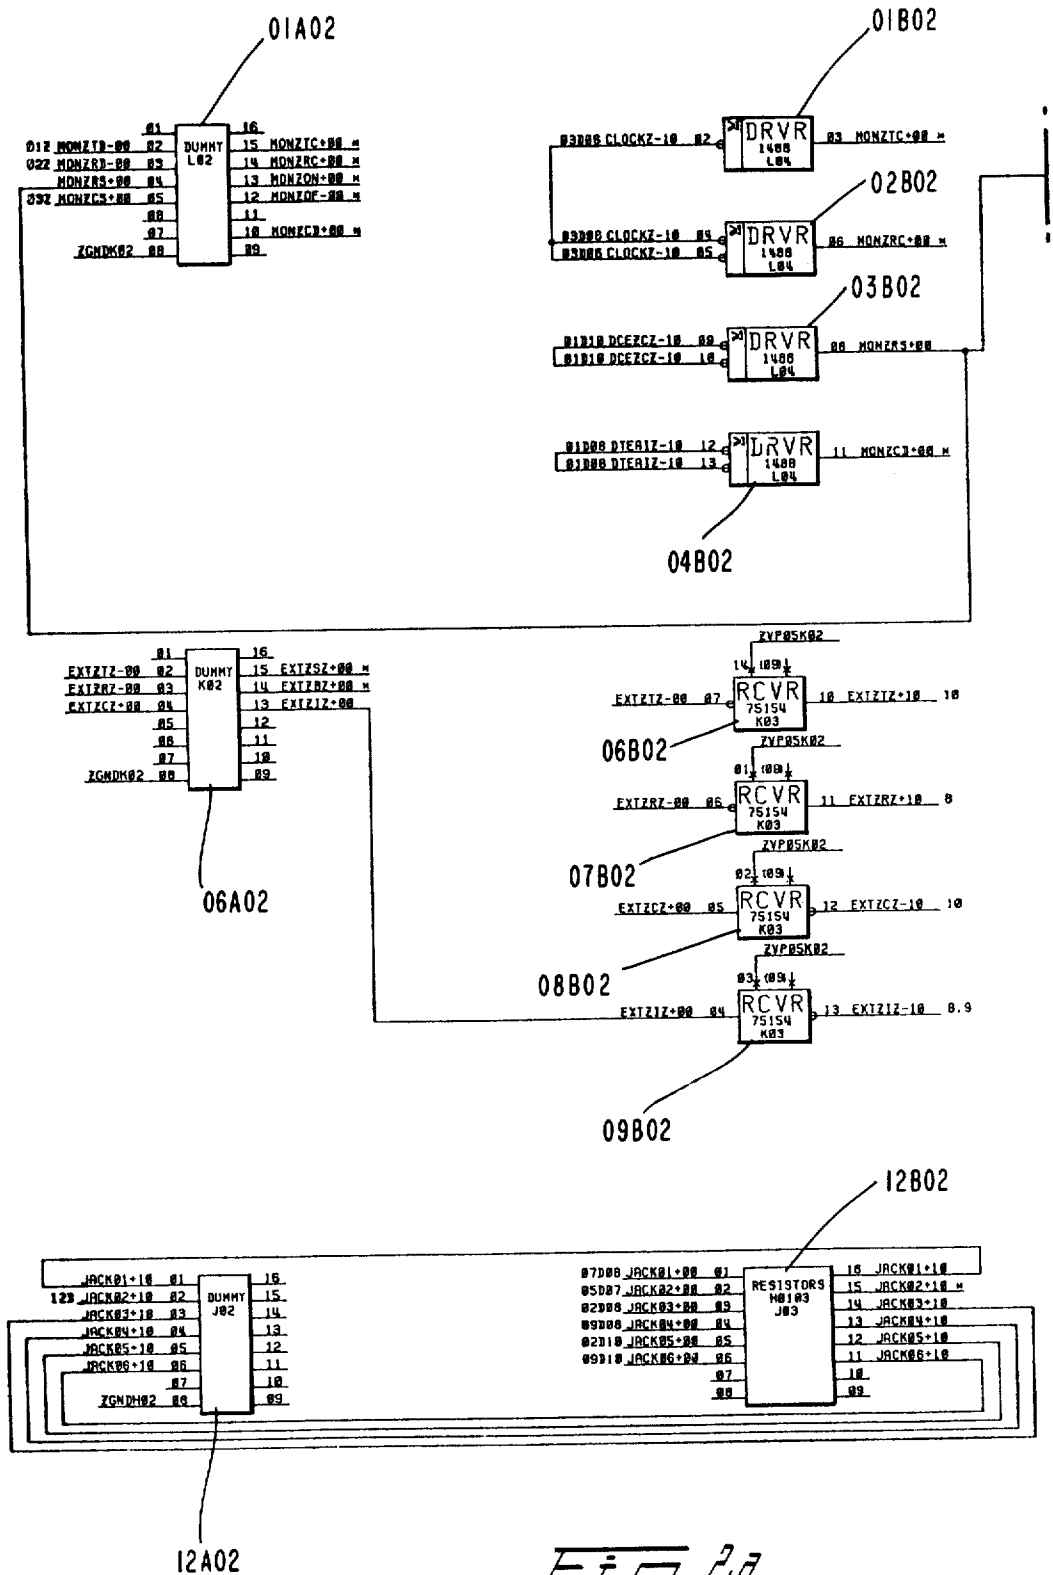 01A02
01B02
01 DUMMY 16
01Z MONZTD-00 02 L02 15 MONZTC+00 M
02Z MONZRD-00 03 14 MONZRC+00 M
MONZRS+00 04 13 MONZON+00 M
03Z MONZCS+00 05 12 MONZOF-00 M
06 11
07 10 MONZCD+00 M
ZGNDK02 08 09
03D08 CLOCKZ-10 02 DRVR 03 MONZTC+00 M
1488
L04
02B02
03D08 CLOCKZ-10 04 DRVR 06 MONZRC+00 M
03D08 CLOCKZ-10 05 1488
L04
03B02
01D10 DCEZCZ-10 09 DRVR 08 MONZRS+00
01D10 DCEZCZ-10 10 1488
L04
01D08 DTEAIZ-10 12 DRVR 11 MONZCD+00 M
01D08 DTEAIZ-10 13 1488
L04
04B02
01 16
EXTZTZ-00 02 DUMMY 15 EXTZSZ+00 M
EXTZRZ-00 03 K02 14 EXTZBZ+00 M
EXTZCZ+00 04 13 EXTZIZ+00
05 12
06 11
07 10
ZGNDK02 08 09
06A02
ZVP05K02
14 (09)
EXTZTZ-00 07 RCVR 10 EXTZTZ+10 10
75154
K03
06B02
ZVP05K02
01 (09)
EXTZRZ-00 06 RCVR 11 EXTZRZ+10 8
75154
K03
07B02
ZVP05K02
02 (09)
EXTZCZ+00 05 RCVR 12 EXTZCZ-10 10
75154
K03
08B02
ZVP05K02
03 (09)
EXTZIZ+00 04 RCVR 13 EXTZIZ-10 8.9
75154
K03
09B02
12B02
JACK01+10 01 DUMMY 16
12B JACK02+10 02 J02 15
JACK03+10 03 14
JACK04+10 04 13
JACK05+10 05 12
JACK06+10 06 11
07 10
ZGNDH02 08 09
12A02
07D08 JACK01+00 01 RESISTORS 16 JACK01+10
05D07 JACK02+00 02 M0103 15 JACK02+10 M
02D08 JACK03+00 03 J03 14 JACK03+10
09D08 JACK04+00 04 13 JACK04+10
02D10 JACK05+00 05 12 JACK05+10
09D10 JACK06+00 06 11 JACK06+10
07 10
08 09
Fig 2a